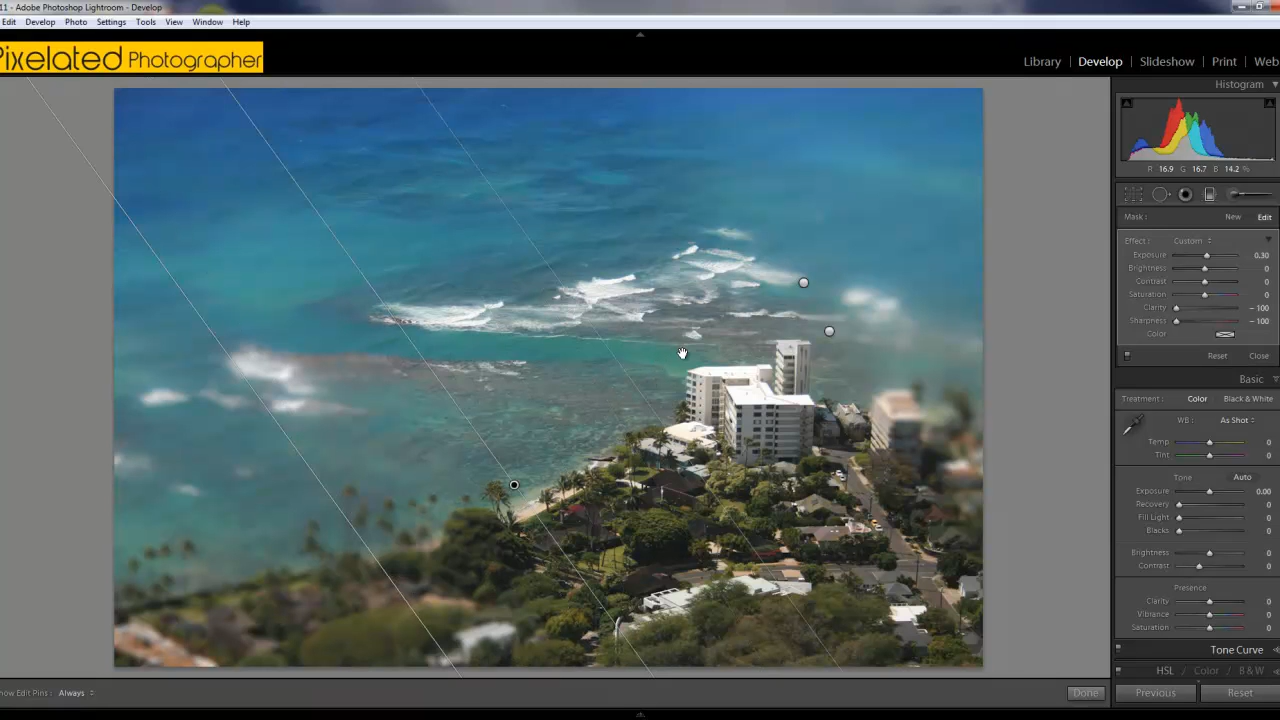 11 - Adobe Photoshop Lightroom - Develop
Edit Develop Photo Settings Tools View Window Help
Pixelated Photographer
Library | Develop | Slideshow | Print | Web
Histogram
R 16.9 G 16.7 B 14.2 %
Mask : New Edit
Effect : Custom
Exposure 0.30
Brightness 0
Contrast 0
Saturation 0
Clarity - 100
Sharpness - 100
Color
Reset Close
Basic
Treatment : Color Black & White
WB : As Shot
Temp 0
Tint 0
Tone Auto
Exposure 0.00
Recovery 0
Fill Light 0
Blacks 0
Brightness 0
Contrast 0
Presence
Clarity 0
Vibrance 0
Saturation 0
Tone Curve
HSL / Color / B & W
how Edit Pins : Always
Done
Previous
Reset